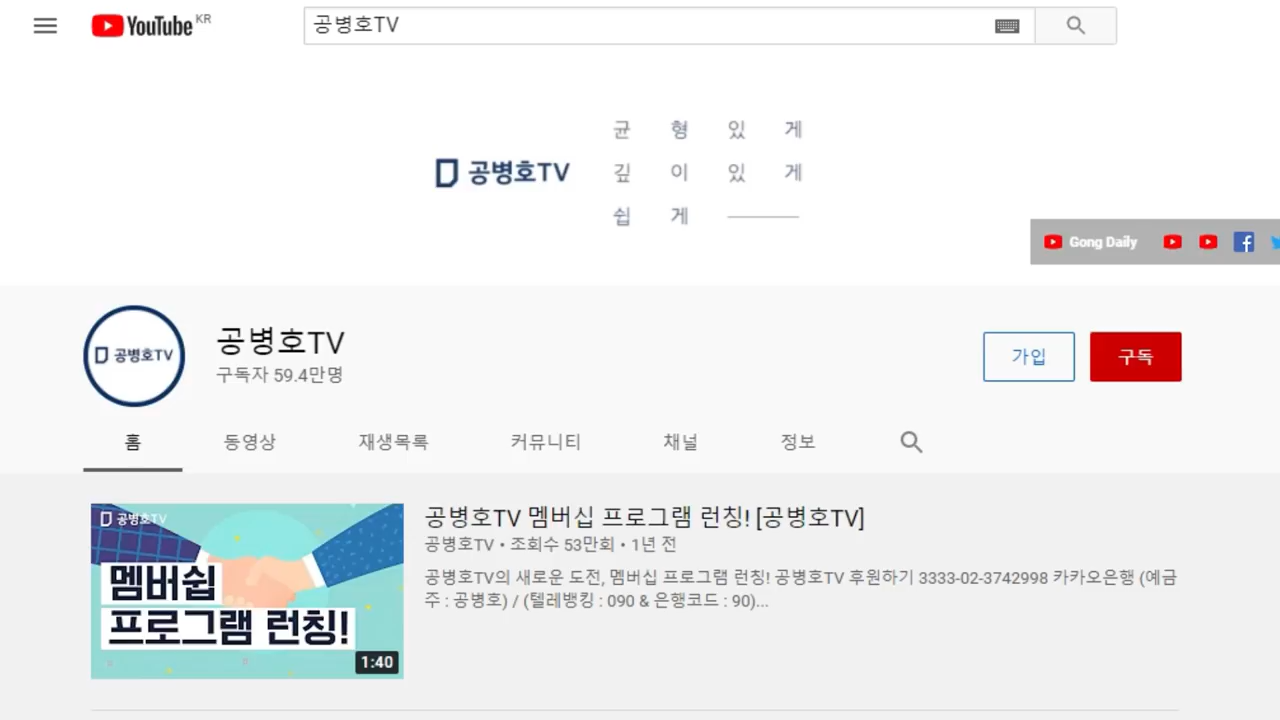 YouTube KR
공병호TV
균 형 있 게
공병호TV 깊 이 있 게
쉽 게
Gong Daily
공병호TV
공병호TV
구독자 59.4만명
가입
구독
홈 동영상 재생목록 커뮤니티 채널 정보
공병호TV
멤버쉽
프로그램 런칭!
1:40
공병호TV 멤버십 프로그램 런칭! [공병호TV]
공병호TV • 조회수 53만회 • 1년 전
공병호TV의 새로운 도전, 멤버십 프로그램 런칭! 공병호TV 후원하기 3333-02-3742998 카카오은행 (예금
주 : 공병호) / (텔레뱅킹 : 090 & 은행코드 : 90)...